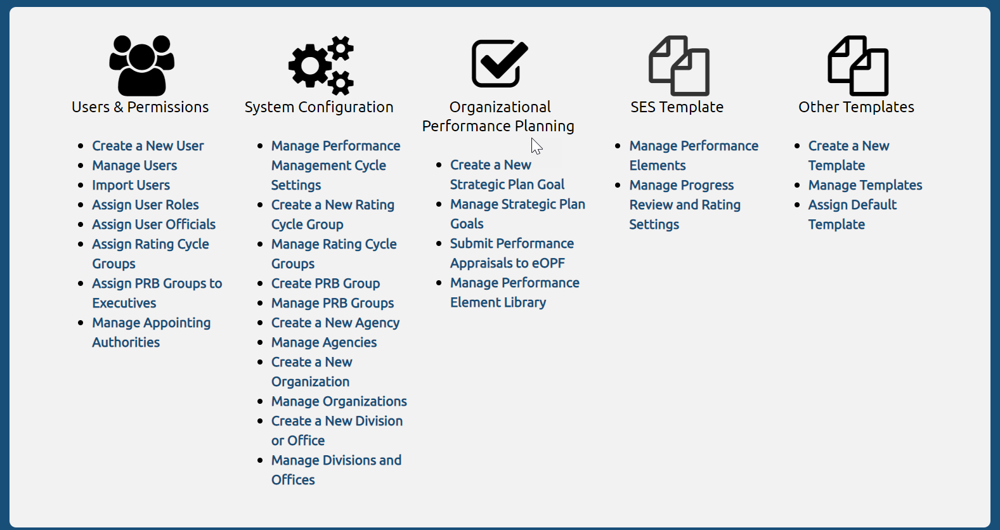 Users & Permissions
Create a New User
Manage Users
Import Users
Assign User Roles
Assign User Officials
Assign Rating Cycle
Groups
Assign PRB Groups to
Executives
Manage Appointing
Authorities
System Configuration
Manage Performance
Management Cycle
Settings
Create a New Rating
Cycle Group
Manage Rating Cycle
Groups
Create PRB Group
Manage PRB Groups
Create a New Agency
Manage Agencies
Create a New
Organization
Manage Organizations
Create a New Division
or Office
Manage Divisions and
Offices
Organizational
Performance Planning
Create a New
Strategic Plan Goal
Manage Strategic Plan
Goals
Submit Performance
Appraisals to eOPF
Manage Performance
Element Library
SES Template
Manage Performance
Elements
Manage Progress
Review and Rating
Settings
Other Templates
Create a New
Template
Manage Templates
Assign Default
Template